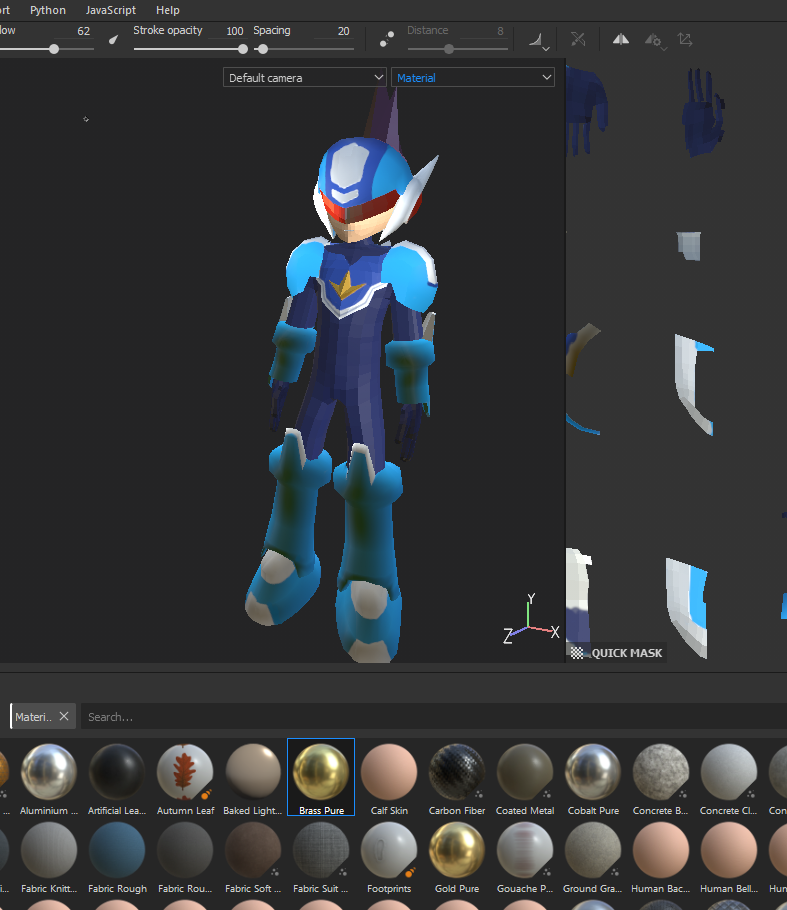 ort Python JavaScript Help
low 62 Stroke opacity 100 Spacing 20 Distance 8
Default camera Material
Y
Z X
QUICK MASK
Materi.. Search...
... Aluminium ... Artificial Lea... Autumn Leaf Baked Light... Brass Pure Calf Skin Carbon Fiber Coated Metal Cobalt Pure Concrete B... Concrete Cl... Con
i... Fabric Knitt... Fabric Rough Fabric Rou... Fabric Soft ... Fabric Suit ... Footprints Gold Pure Gouache P... Ground Gra... Human Bac... Human Bell... Hum